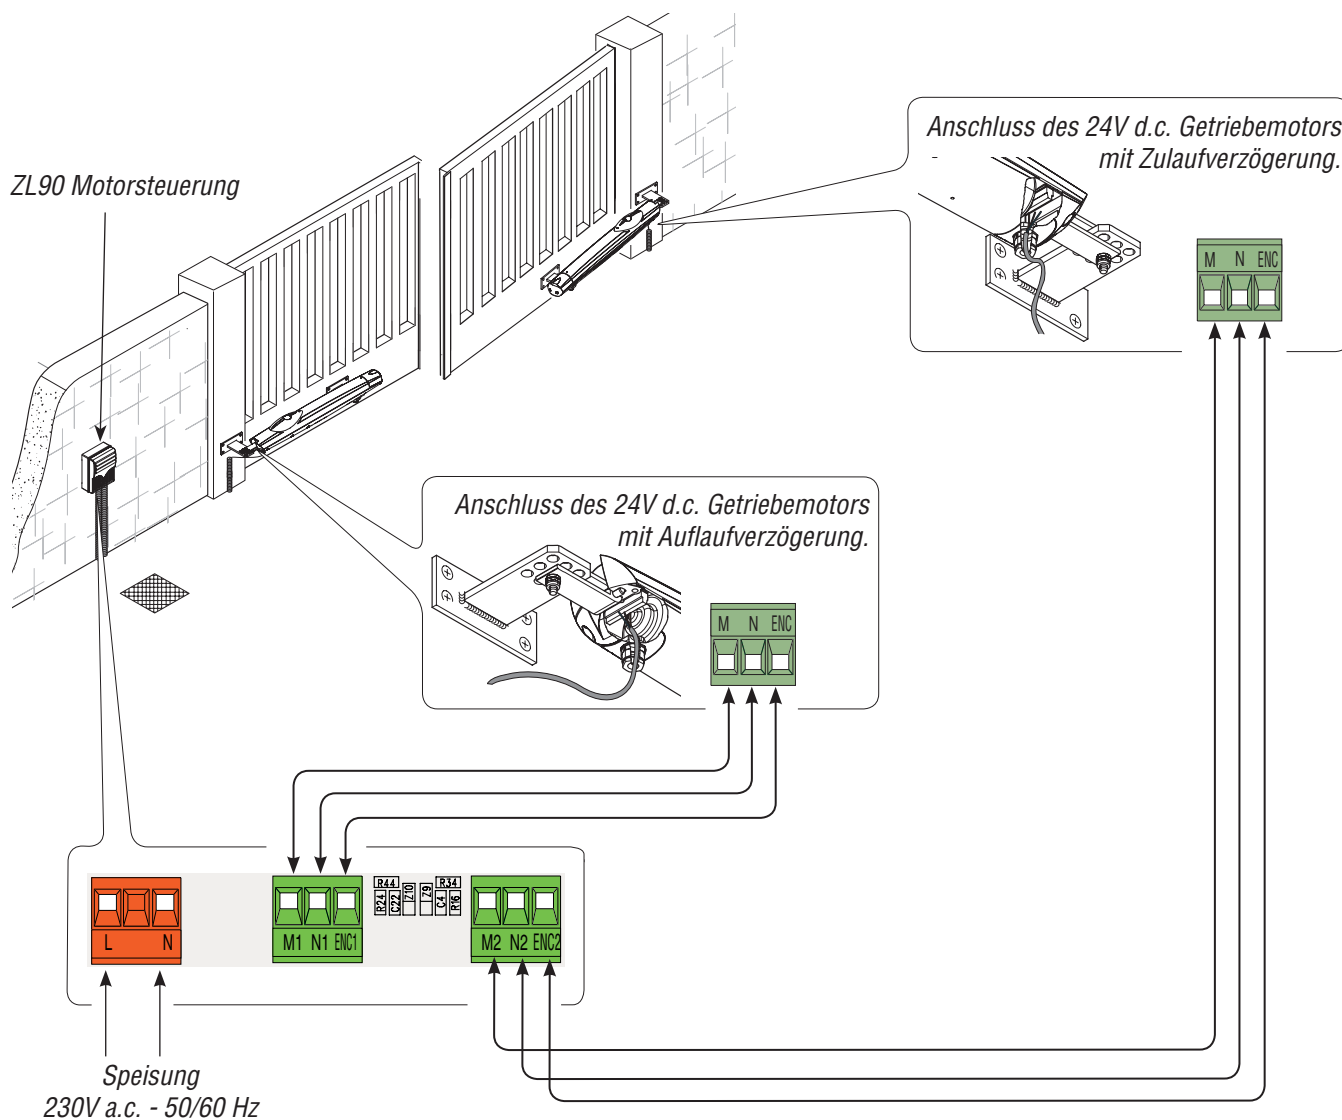 Anschluss des 24V d.c. Getriebemotors
mit Zulaufverzögerung.
ZL90 Motorsteuerung
M N ENC
Anschluss des 24V d.c. Getriebemotors
mit Auflaufverzögerung.
M N ENC
R44
R24 C22 Z10
R34
Z9 C4 R16
L N
M1 N1 ENC1
M2 N2 ENC2
Speisung
230V a.c. - 50/60 Hz